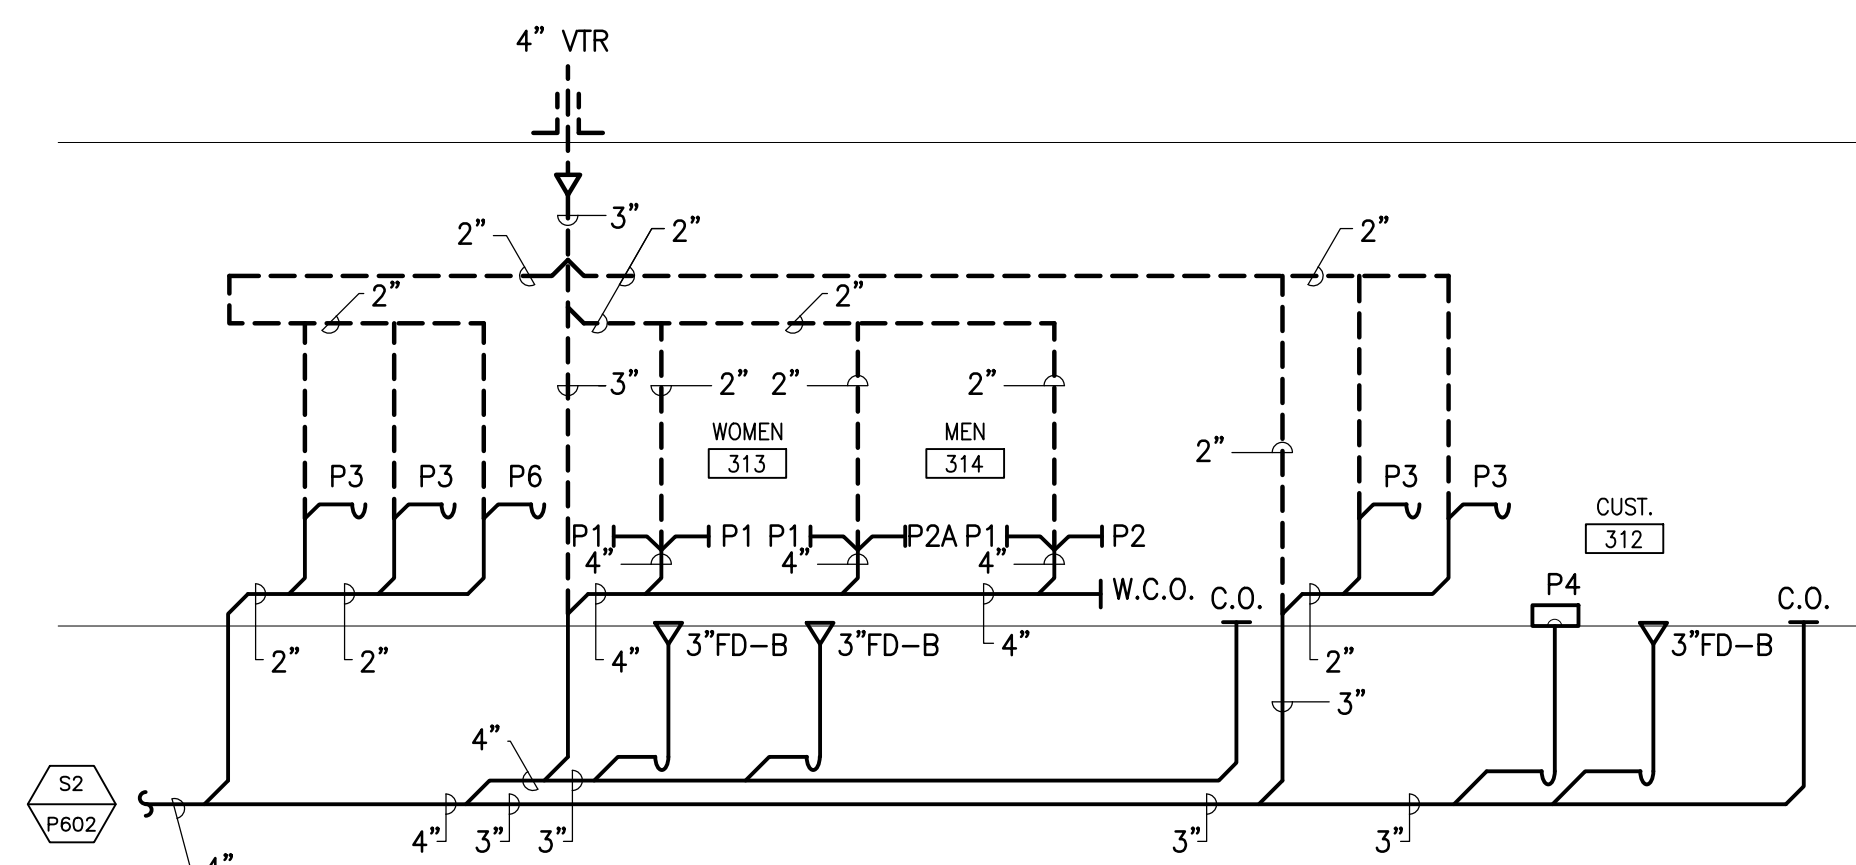 4” VTR
3”
2” 2” 2”
2” 2”
3” 2” 2” 2”
WOMEN MEN
313 314
2”
P3 P3 P6 P3 P3
CUST.
312
P1 P1 P1 P2A P1 P2
4” 4” 4”
P4
W.C.O. C.O. C.O.
3”FD-B 3”FD-B 4” 3”FD-B
2” 2” 4” 2”
3”
4”
S2
P602
4” 3” 3” 3” 3”
4”